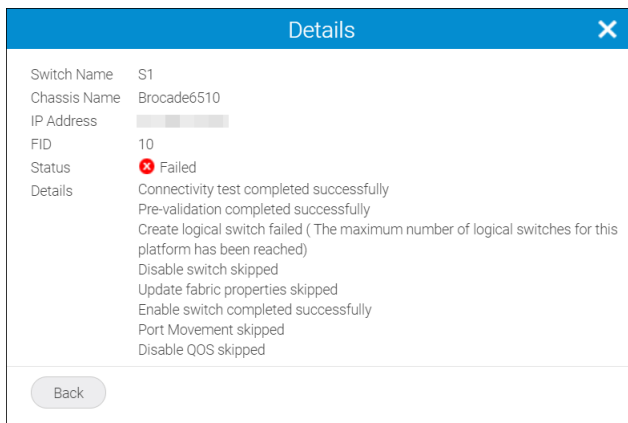 Details
Switch Name S1
Chassis Name Brocade6510
IP Address
FID 10
Status Failed
Details Connectivity test completed successfully
Pre-validation completed successfully
Create logical switch failed ( The maximum number of logical switches for this
platform has been reached)
Disable switch skipped
Update fabric properties skipped
Enable switch completed successfully
Port Movement skipped
Disable QOS skipped
Back